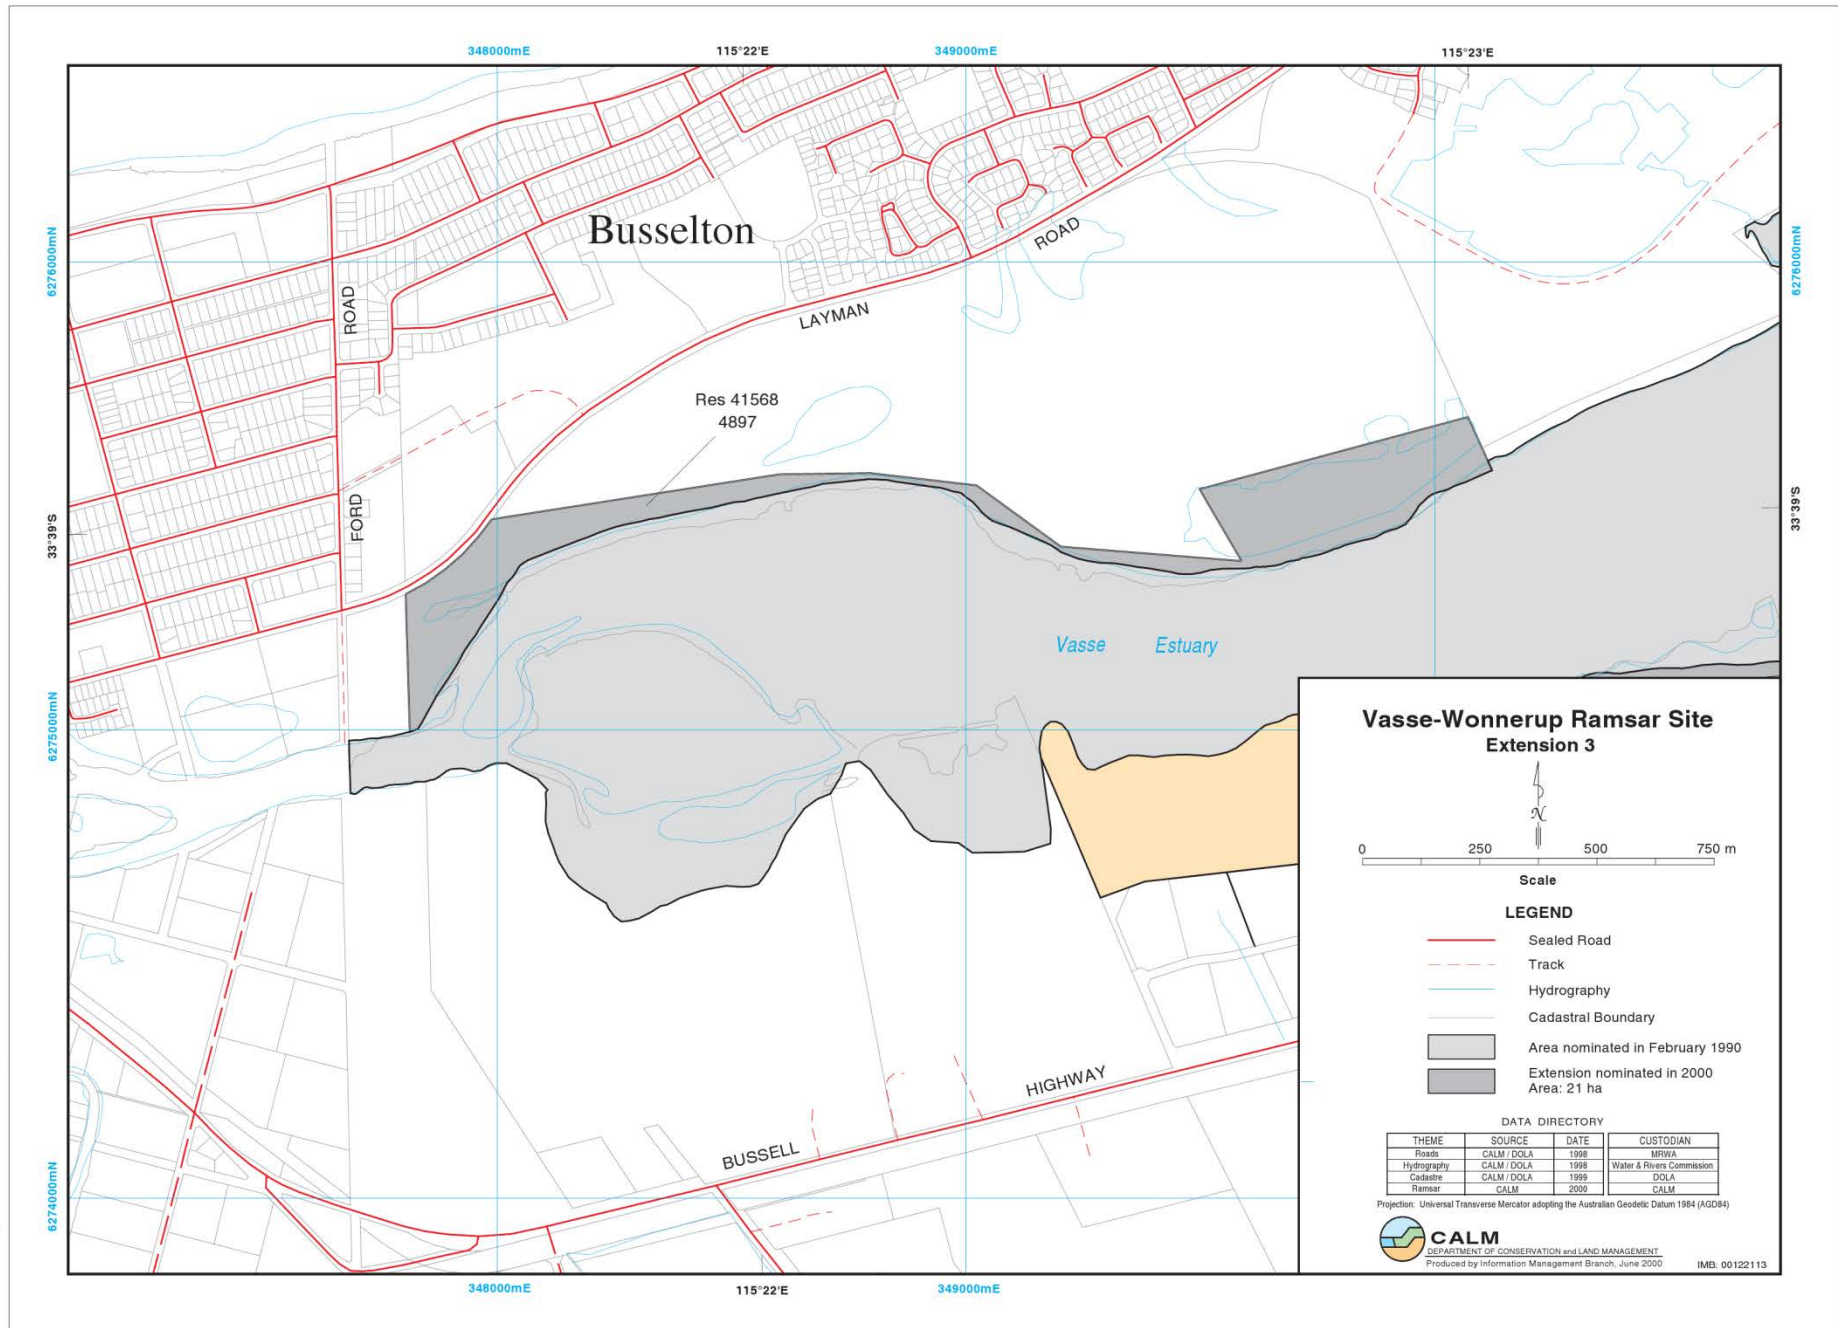 348000mE
115°22'E
349000mE
115°23'E
6276000mN
Busselton
ROAD
ROAD
LAYMAN
6276000mN
Res 41568
4897
33°39'S
FORD
33°39'S
Vasse Estuary
6275000mN
Vasse-Wonnerup Ramsar Site
Extension 3
N
0 250 500 750 m
Scale
LEGEND
Sealed Road
Track
Hydrography
Cadastral Boundary
Area nominated in February 1990
Extension nominated in 2000
Area: 21 ha
HIGHWAY
BUSSELL
6274000mN
DATA DIRECTORY
THEME SOURCE DATE CUSTODIAN
Roads CALM / DOLA 1998 MRWA
Hydrography CALM / DOLA 1998 Water & Rivers Commission
Cadastre CALM / DOLA 1999 DOLA
Ramsar CALM 2000 CALM
Projection: Universal Transverse Mercator adopting the Australian Geodetic Datum 1984 (AGD84)
CALM
DEPARTMENT OF CONSERVATION and LAND MANAGEMENT
Produced by Information Management Branch, June 2000
IMB: 00122113
348000mE
115°22'E
349000mE